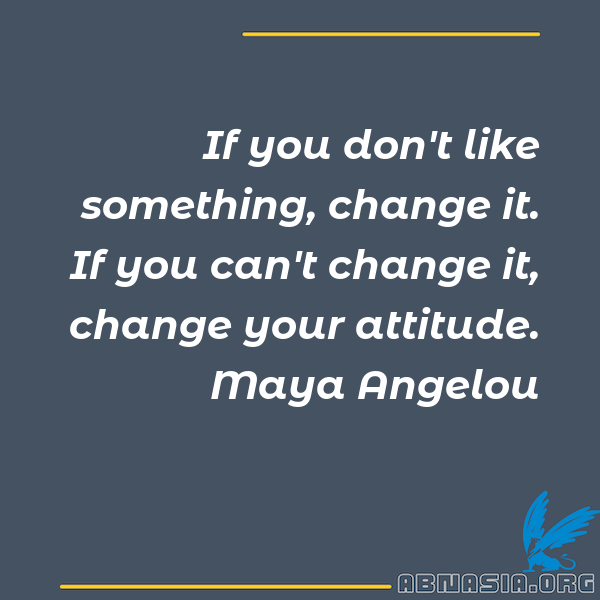 If you don't like
something, change it.
If you can't change it,
change your attitude.
Maya Angelou
ABNASIA.ORG